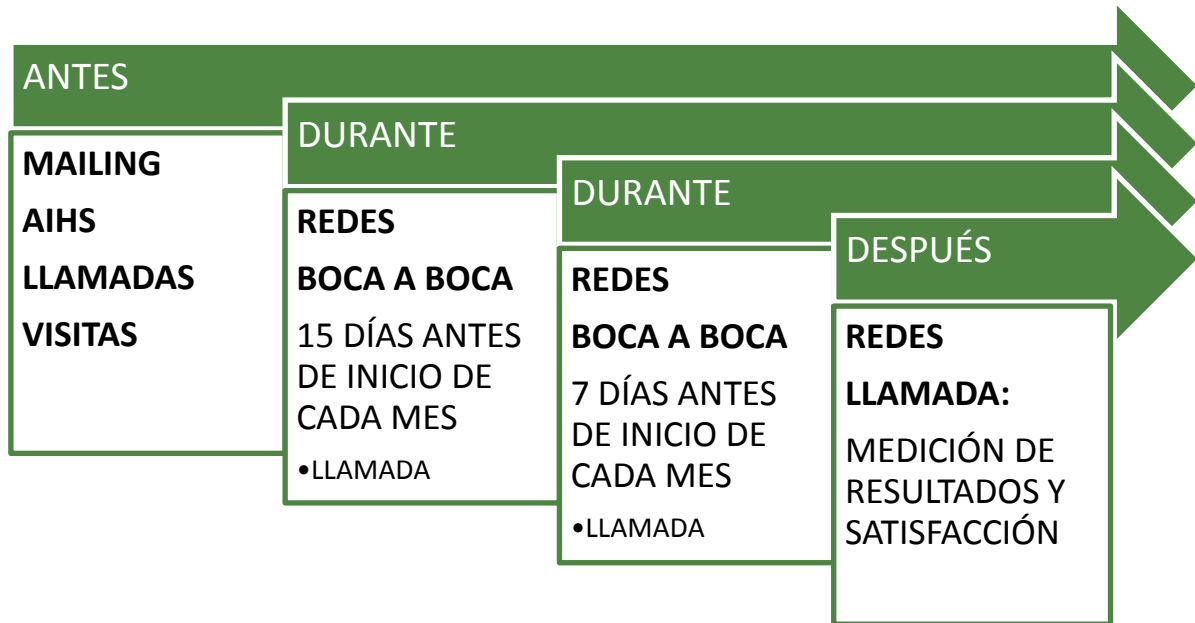 ANTES
MAILING
AIHS
LLAMADAS
VISITAS
DURANTE
REDES
BOCA A BOCA
15 DÍAS ANTES
DE INICIO DE
CADA MES
•LLAMADA
DURANTE
REDES
BOCA A BOCA
7 DÍAS ANTES
DE INICIO DE
CADA MES
•LLAMADA
DESPUÉS
REDES
LLAMADA:
MEDICIÓN DE
RESULTADOS Y
SATISFACCIÓN